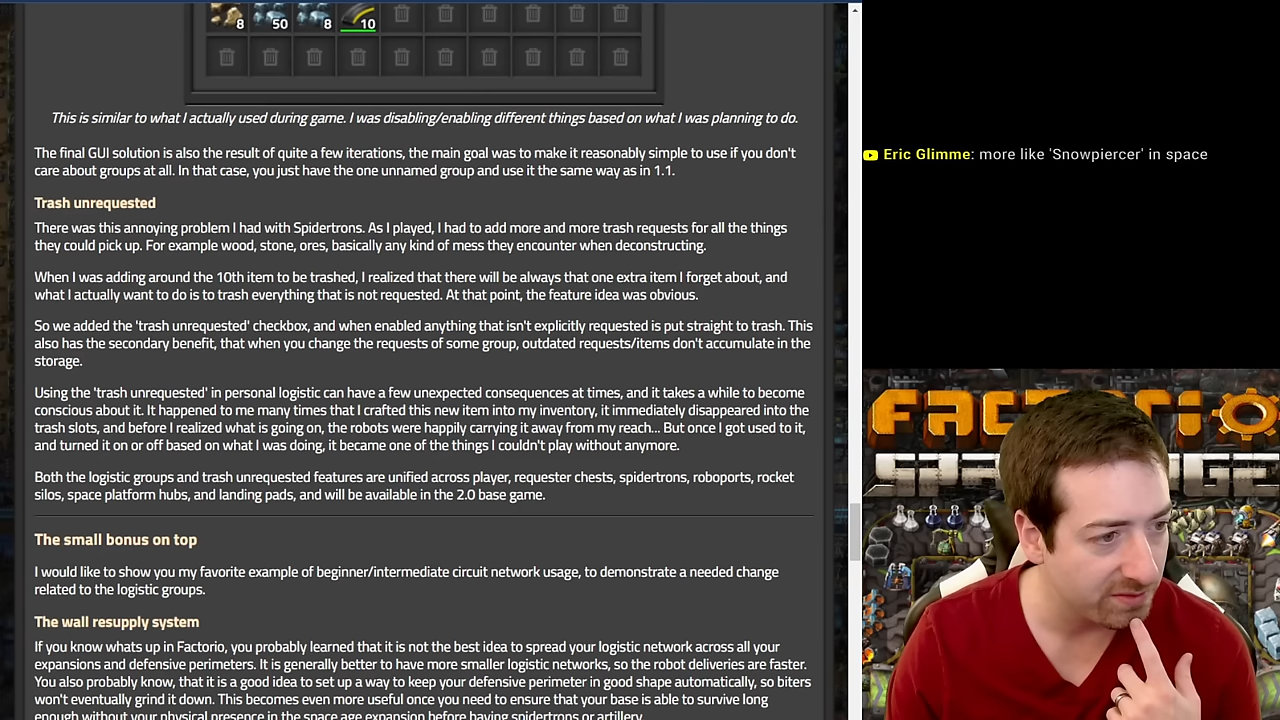 8
50
8
10
This is similar to what I actually used during game. I was disabling/enabling different things based on what I was planning to do.
The final GUI solution is also the result of quite a few iterations, the main goal was to make it reasonably simple to use if you don't
care about groups at all. In that case, you just have the one unnamed group and use it the same way as in 1.1.
Trash unrequested
There was this annoying problem I had with Spidertrons. As I played, I had to add more and more trash requests for all the things
they could pick up. For example wood, stone, ores, basically any kind of mess they encounter when deconstructing.
When I was adding around the 10th item to be trashed, I realized that there will be always that one extra item I forget about, and
what I actually want to do is to trash everything that is not requested. At that point, the feature idea was obvious.
So we added the 'trash unrequested' checkbox, and when enabled anything that isn't explicitly requested is put straight to trash. This
also has the secondary benefit, that when you change the requests of some group, outdated requests/items don't accumulate in the
storage.
Using the 'trash unrequested' in personal logistic can have a few unexpected consequences at times, and it takes a while to become
conscious about it. It happened to me many times that I crafted this new item into my inventory, it immediately disappeared into the
trash slots, and before I realized what is going on, the robots were happily carrying it away from my reach... But once I got used to it,
and turned it on or off based on what I was doing, it became one of the things I couldn't play without anymore.
Both the logistic groups and trash unrequested features are unified across player, requester chests, spidertrons, roboports, rocket
silos, space platform hubs, and landing pads, and will be available in the 2.0 base game.
The small bonus on top
I would like to show you my favorite example of beginner/intermediate circuit network usage, to demonstrate a needed change
related to the logistic groups.
The wall resupply system
If you know whats up in Factorio, you probably learned that it is not the best idea to spread your logistic network across all your
expansions and defensive perimeters. It is generally better to have more smaller logistic networks, so the robot deliveries are faster.
You also probably know, that it is a good idea to set up a way to keep your defensive perimeter in good shape automatically, so biters
won't eventually grind it down. This becomes even more useful once you need to ensure that your base is able to survive long
enough without your physical presence in the space age expansion before having spidertrons or artillery.
Eric Glimme: more like 'Snowpiercer' in space
FACTORIO